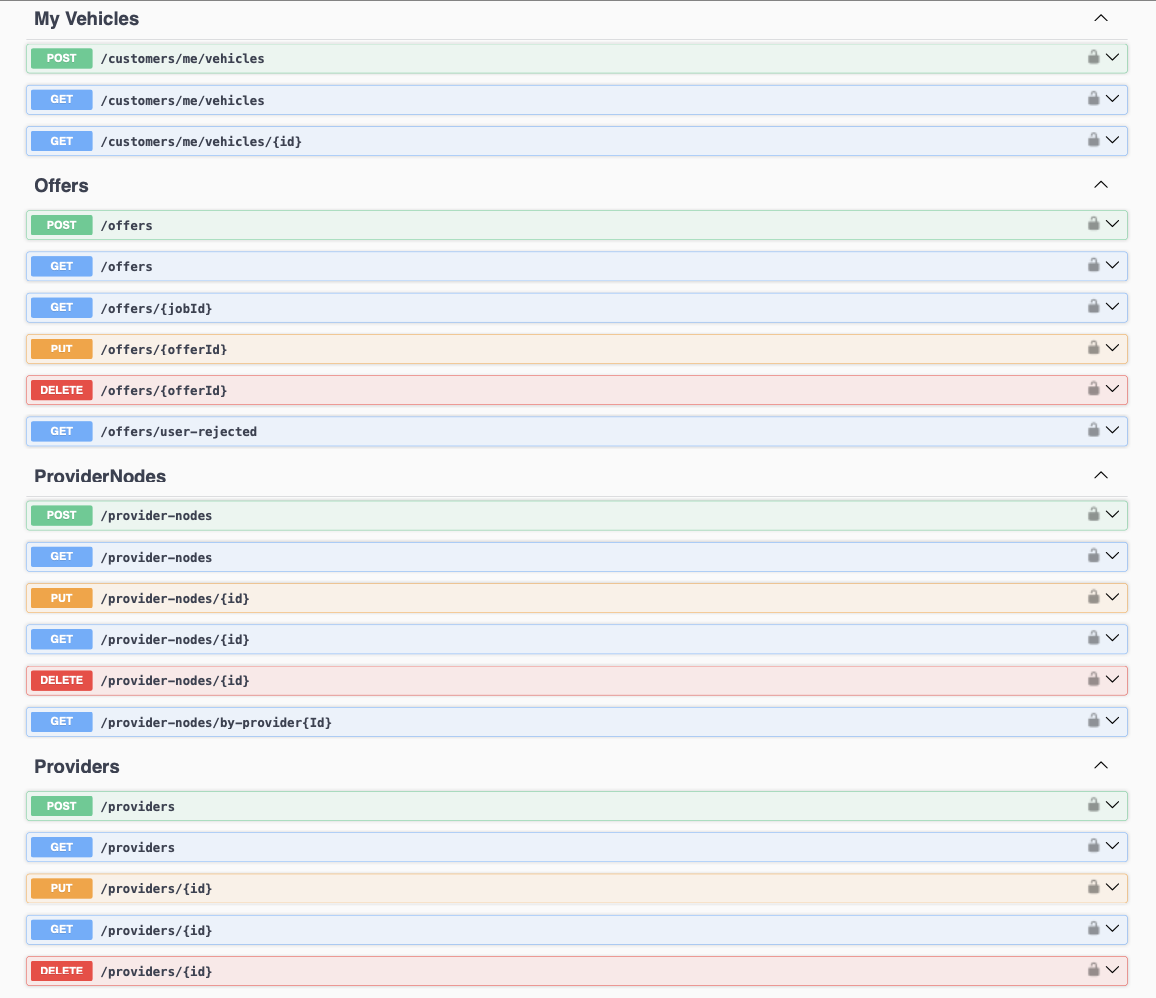 My Vehicles
POST /customers/me/vehicles
GET /customers/me/vehicles
GET /customers/me/vehicles/{id}
Offers
POST /offers
GET /offers
GET /offers/{jobId}
PUT /offers/{offerId}
DELETE /offers/{offerId}
GET /offers/user-rejected
ProviderNodes
POST /provider-nodes
GET /provider-nodes
PUT /provider-nodes/{id}
GET /provider-nodes/{id}
DELETE /provider-nodes/{id}
GET /provider-nodes/by-provider{Id}
Providers
POST /providers
GET /providers
PUT /providers/{id}
GET /providers/{id}
DELETE /providers/{id}